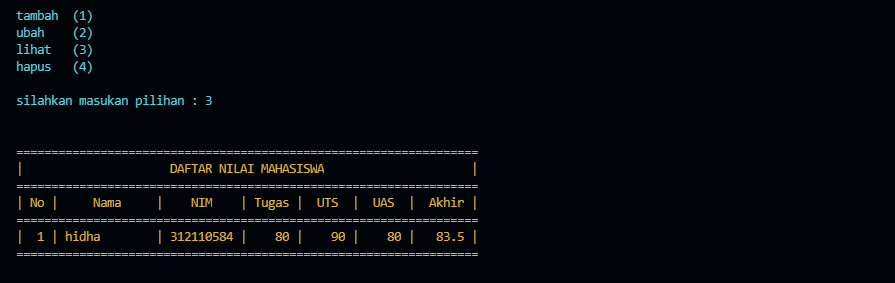 tambah  (1)
ubah    (2)
lihat   (3)
hapus   (4)
silahkan masukan pilihan : 3
==================================================================
|                     DAFTAR NILAI MAHASISWA                     |
==================================================================
| No |     Nama     |    NIM    | Tugas |  UTS  |  UAS  |  Akhir |
==================================================================
|  1 | hidha        | 312110584 |    80 |    90 |    80 |   83.5 |
==================================================================